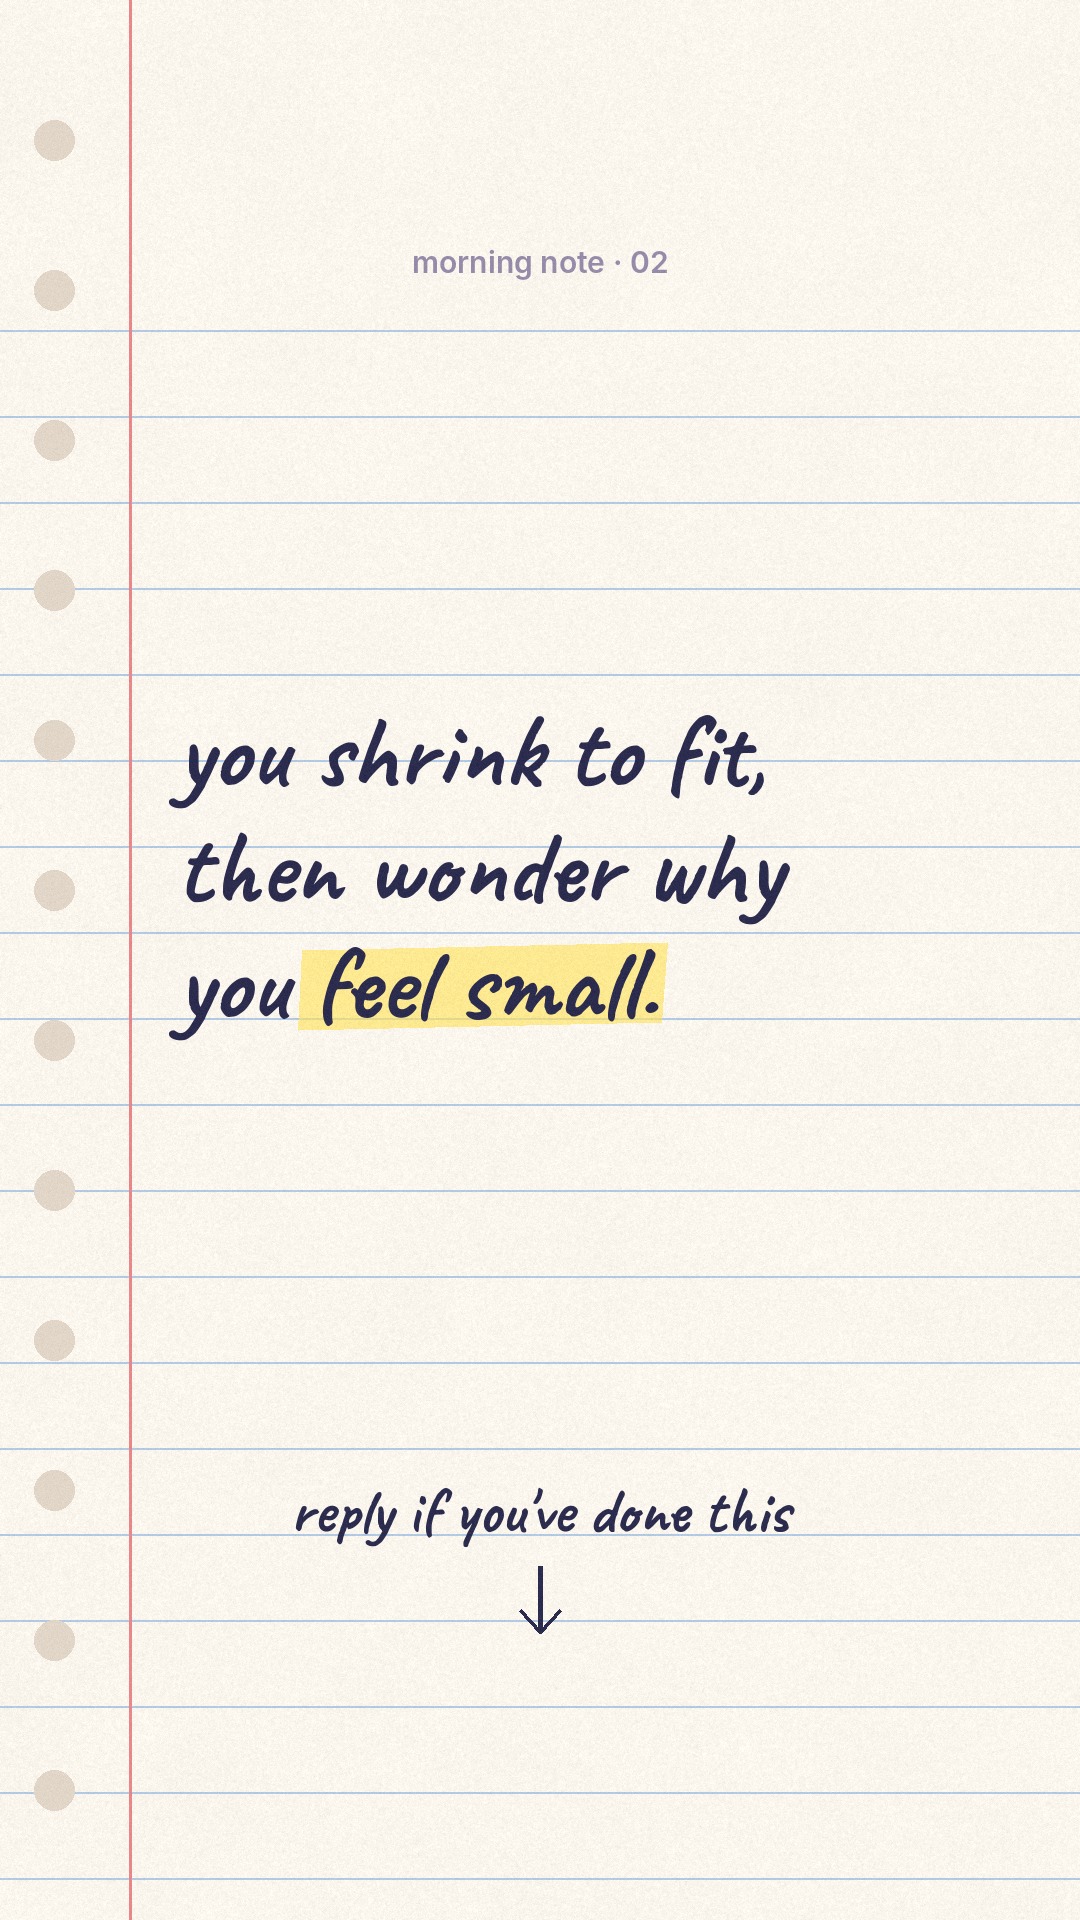 morning note · 02
you shrink to fit,
then wonder why
you feel small.
reply if you've done this